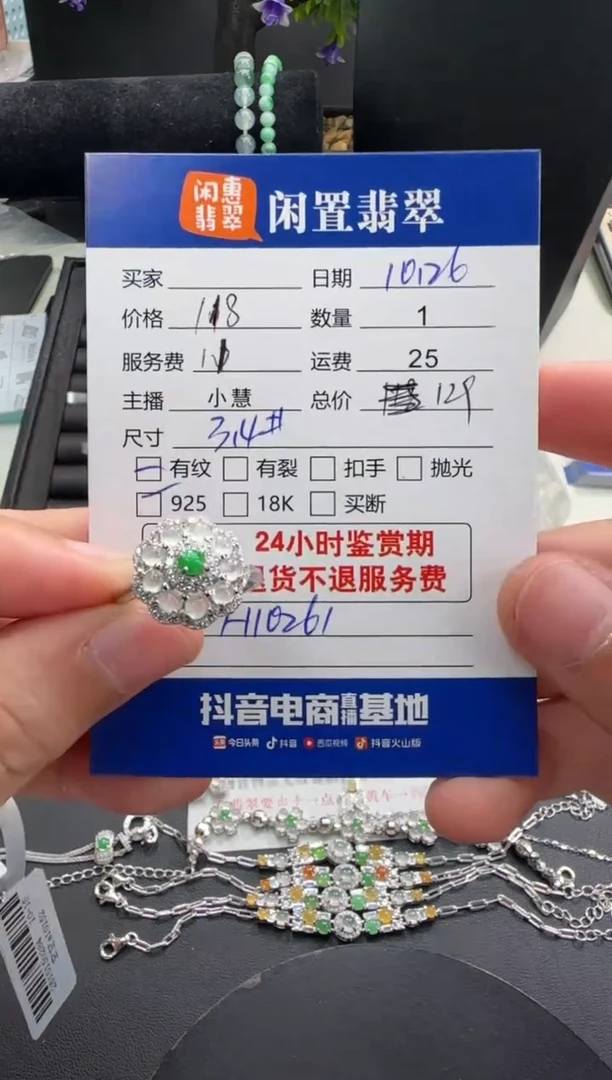 闲惠翡翠 闲置翡翠
买家 日期 10.26
价格 118 数量 1
服务费 11 运费 25
主播 小慧 总价 129
尺寸 3.4#
有纹 有裂 扣手 抛光
925 18K 买断
24小时鉴赏期
退货不退服务费
H10261
抖音电商直播基地
头条 今日头条 抖音 西瓜视频 抖音火山版